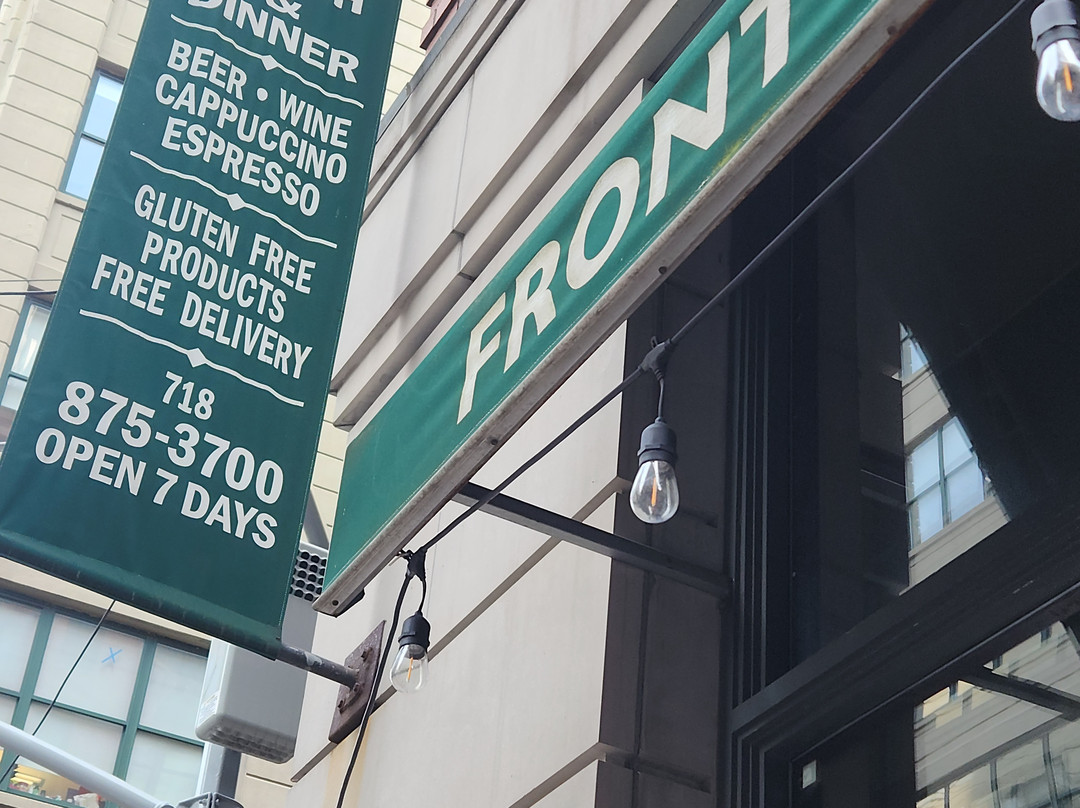 &
DINNER
BEER • WINE
CAPPUCCINO
ESPRESSO
GLUTEN FREE
PRODUCTS
FREE DELIVERY
718
875-3700
OPEN 7 DAYS
FRONT